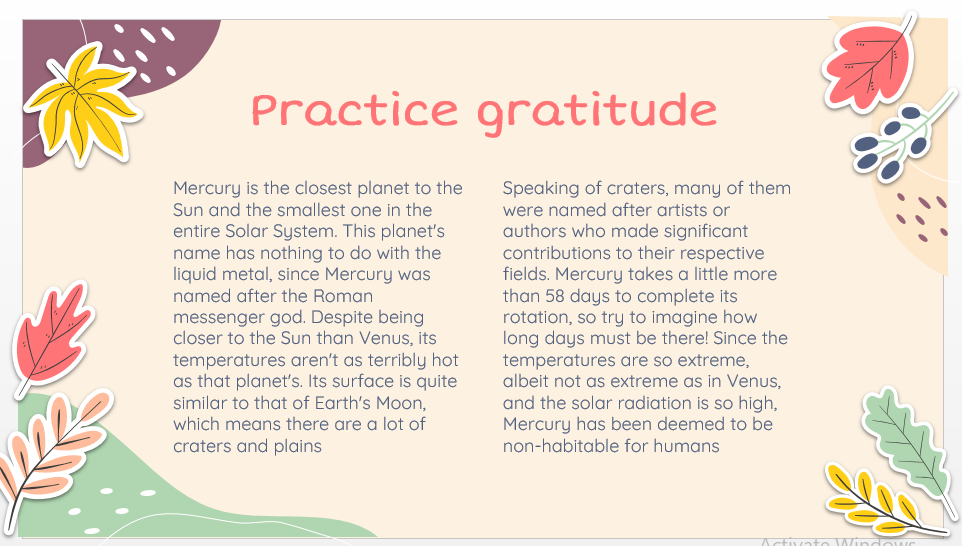 Practice gratitude
Mercury is the closest planet to the
Sun and the smallest one in the
entire Solar System. This planet's
name has nothing to do with the
liquid metal, since Mercury was
named after the Roman
messenger god. Despite being
closer to the Sun than Venus, its
temperatures aren't as terribly hot
as that planet's. Its surface is quite
similar to that of Earth's Moon,
which means there are a lot of
craters and plains
Speaking of craters, many of them
were named after artists or
authors who made significant
contributions to their respective
fields. Mercury takes a little more
than 58 days to complete its
rotation, so try to imagine how
long days must be there! Since the
temperatures are so extreme,
albeit not as extreme as in Venus,
and the solar radiation is so high,
Mercury has been deemed to be
non-habitable for humans
Activate Windows